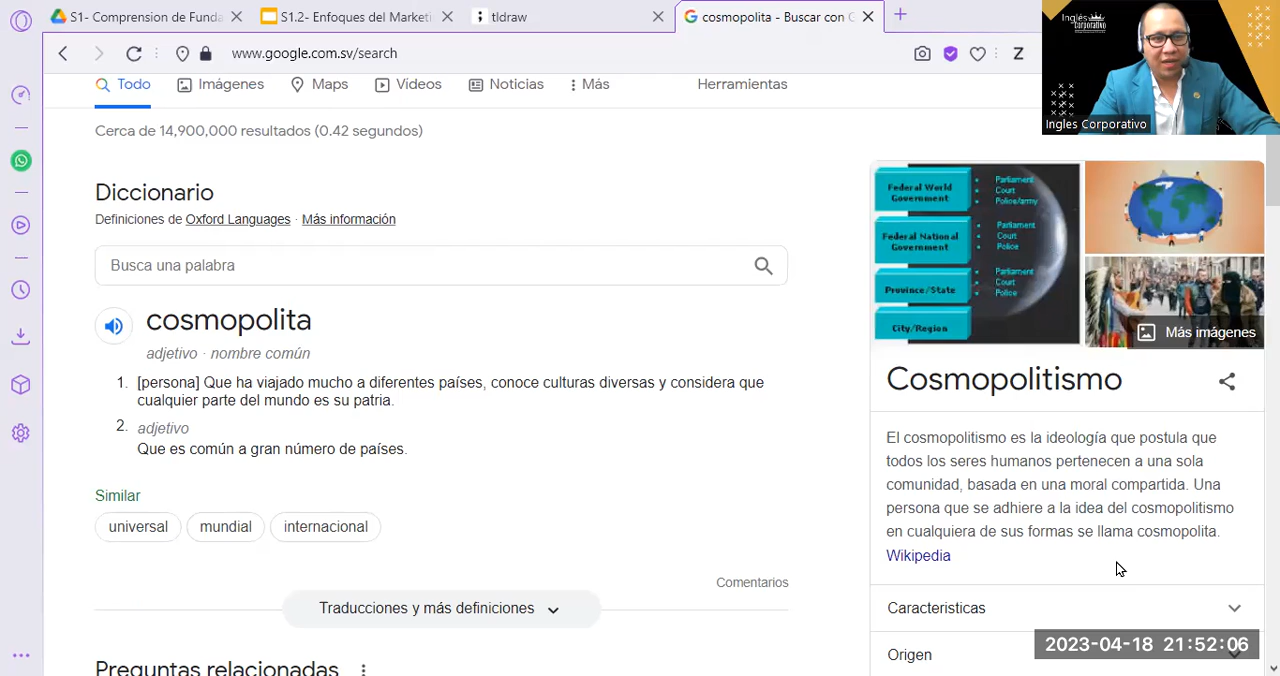 S1- Comprension de Funda
S1.2- Enfoques del Marketi
tldraw
cosmopolita - Buscar con G
www.google.com.sv/search
Z
Todo
Imágenes
Maps
Vídeos
Noticias
Más
Herramientas
Inglés
Corporativo
Ingles Corporativo
Cerca de 14,900,000 resultados (0.42 segundos)
Diccionario
Definiciones de Oxford Languages · Más información
Busca una palabra
cosmopolita
adjetivo · nombre común
1. [persona] Que ha viajado mucho a diferentes países, conoce culturas diversas y considera que
cualquier parte del mundo es su patria.
2. adjetivo
Que es común a gran número de países.
Similar
universal
mundial
internacional
Comentarios
Traducciones y más definiciones
Preguntas relacionadas
Federal World
Government
• Parliament
• Court
• Police/army
Federal National
Government
• Parliament
• Court
• Police
Province/State
• Parliament
• Court
• Police
City/Region
Más imágenes
Cosmopolitismo
El cosmopolitismo es la ideología que postula que
todos los seres humanos pertenecen a una sola
comunidad, basada en una moral compartida. Una
persona que se adhiere a la idea del cosmopolitismo
en cualquiera de sus formas se llama cosmopolita.
Wikipedia
Caracteristicas
Origen
2023-04-18 21:52:06